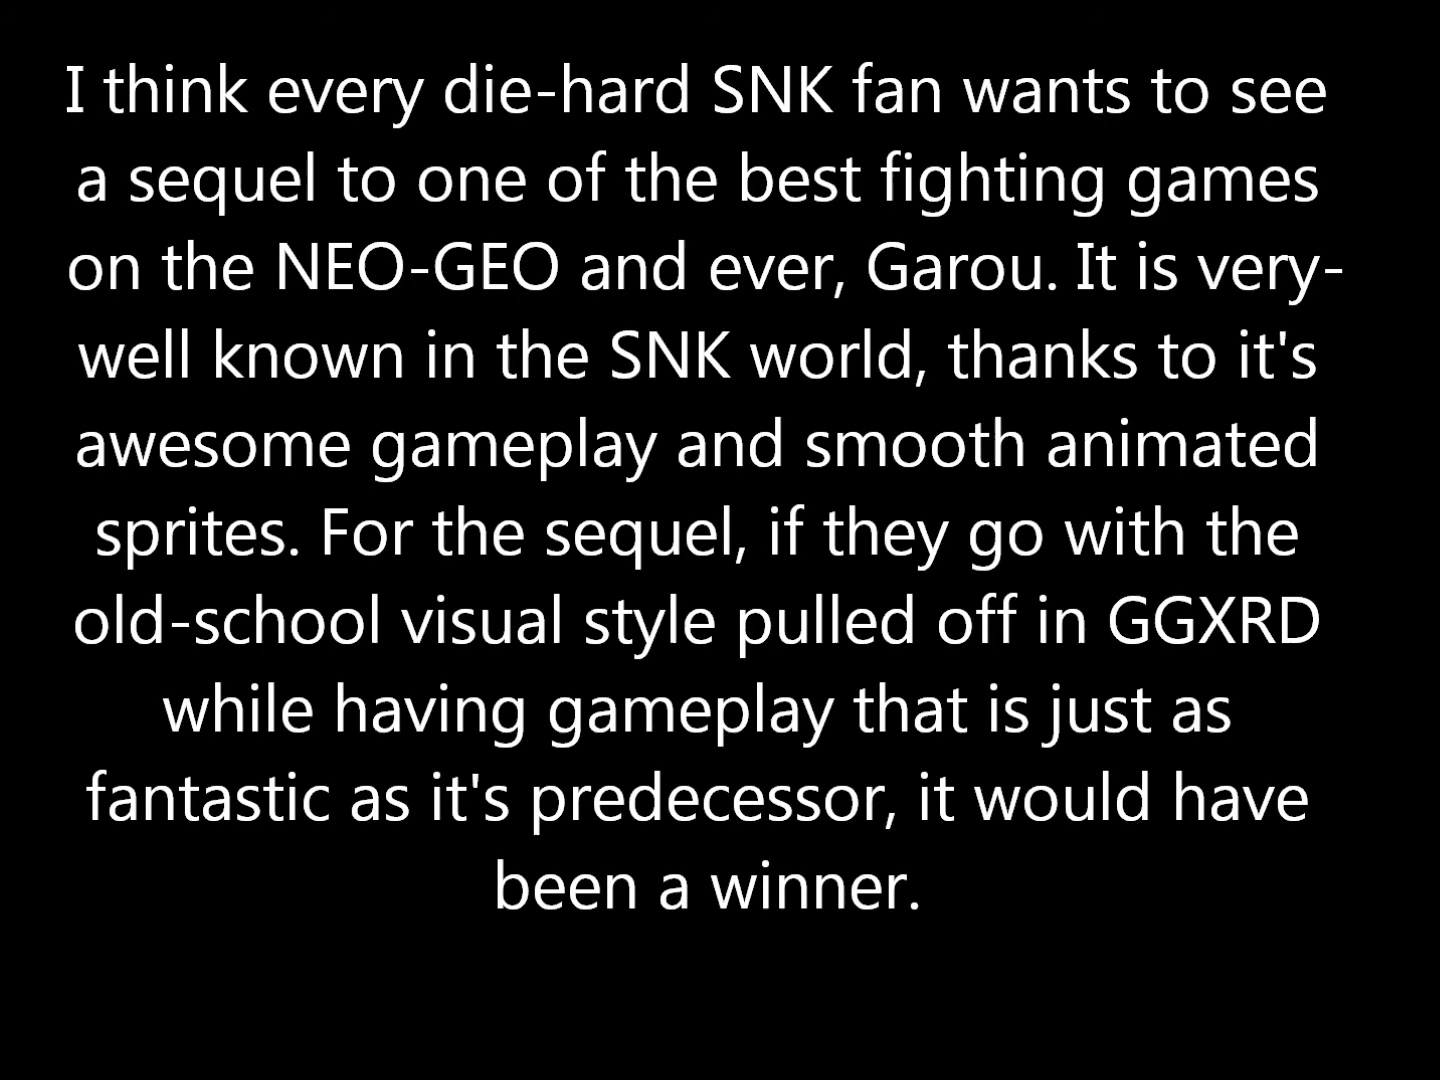 I think every die-hard SNK fan wants to see
a sequel to one of the best fighting games
on the NEO-GEO and ever, Garou. It is very-
well known in the SNK world, thanks to it's
awesome gameplay and smooth animated
sprites. For the sequel, if they go with the
old-school visual style pulled off in GGXRD
while having gameplay that is just as
fantastic as it's predecessor, it would have
been a winner.